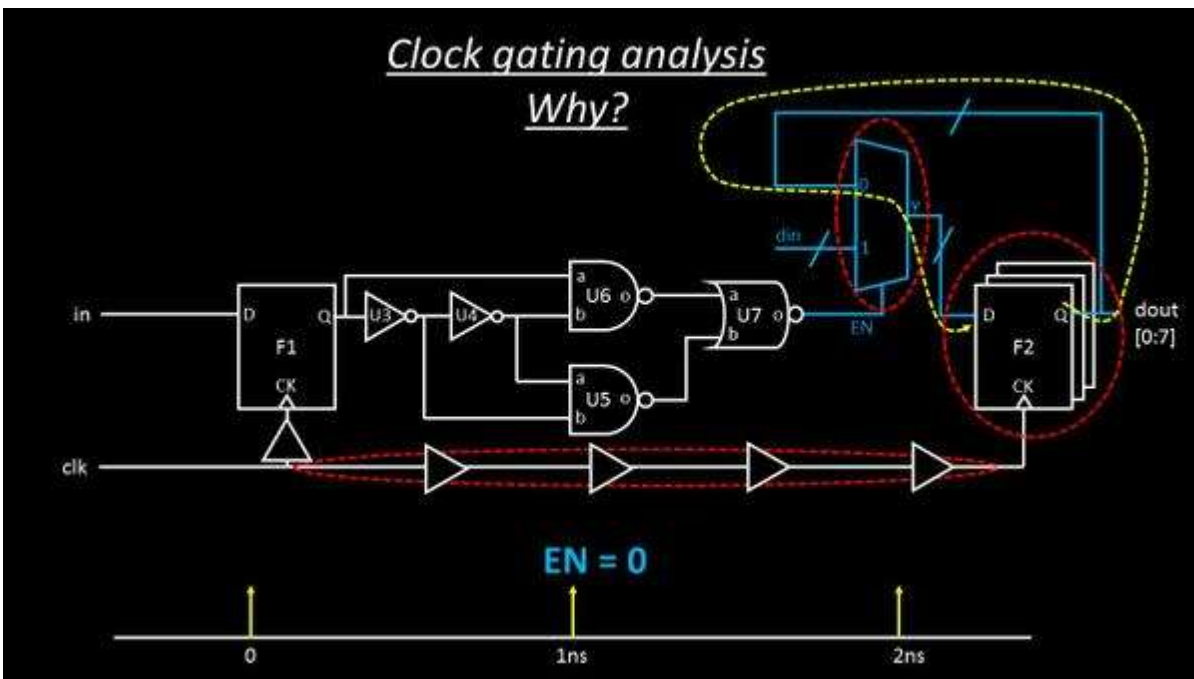 Clock gating analysis
Why?
0
Y
din
1
in
D
Q
F1
CK
U3
U4
a
b
U6
o
a
b
U5
o
a
b
U7
o
EN
D
Q
F2
CK
dout
[0:7]
clk
EN = 0
0
1ns
2ns